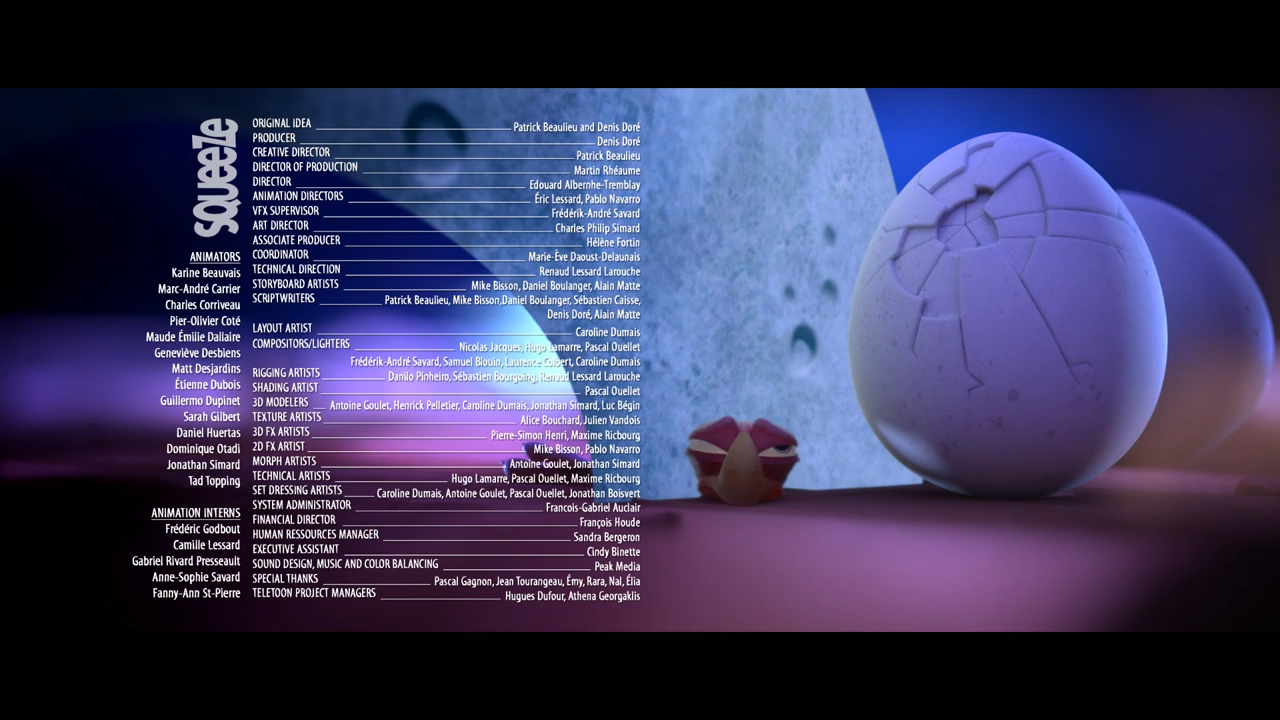 squeeze
ANIMATORS
Karine Beauvais
Marc-André Carrier
Charles Corriveau
Pier-Olivier Coté
Maude Émilie Dallaire
Geneviève Desbiens
Matt Desjardins
Étienne Dubois
Guillermo Dupinet
Sarah Gilbert
Daniel Huertas
Dominique Otadi
Jonathan Simard
Tad Topping
ANIMATION INTERNS
Frédéric Godbout
Camille Lessard
Gabriel Rivard Presseault
Anne-Sophie Savard
Fanny-Ann St-Pierre
ORIGINAL IDEA Patrick Beaulieu and Denis Doré
PRODUCER Denis Doré
CREATIVE DIRECTOR Patrick Beaulieu
DIRECTOR OF PRODUCTION Martin Rhéaume
DIRECTOR Edouard Albernhe-Tremblay
ANIMATION DIRECTORS Éric Lessard, Pablo Navarro
VFX SUPERVISOR Frédérik-André Savard
ART DIRECTOR Charles Philip Simard
ASSOCIATE PRODUCER Hélène Fortin
COORDINATOR Marie-Ève Daoust-Delaunais
TECHNICAL DIRECTION Renaud Lessard Larouche
STORYBOARD ARTISTS Mike Bisson, Daniel Boulanger, Alain Matte
SCRIPTWRITERS Patrick Beaulieu, Mike Bisson,Daniel Boulanger, Sébastien Caisse,
Denis Doré, Alain Matte
LAYOUT ARTIST Caroline Dumais
COMPOSITORS/LIGHTERS Nicolas Jacques, Hugo Lamarre, Pascal Ouellet
Frédérik-André Savard, Samuel Blouin, Laurence Colbert, Caroline Dumais
RIGGING ARTISTS Danilo Pinheiro, Sébastien Bourgoing, Renaud Lessard Larouche
SHADING ARTIST Pascal Ouellet
3D MODELERS Antoine Goulet, Henrick Pelletier, Caroline Dumais, Jonathan Simard, Luc Bégin
TEXTURE ARTISTS Alice Bouchard, Julien Vandois
3D FX ARTISTS Pierre-Simon Henri, Maxime Ricbourg
2D FX ARTIST Mike Bisson, Pablo Navarro
MORPH ARTISTS Antoine Goulet, Jonathan Simard
TECHNICAL ARTISTS Hugo Lamarre, Pascal Ouellet, Maxime Ricbourg
SET DRESSING ARTISTS Caroline Dumais, Antoine Goulet, Pascal Ouellet, Jonathan Boisvert
SYSTEM ADMINISTRATOR Francois-Gabriel Auclair
FINANCIAL DIRECTOR François Houde
HUMAN RESSOURCES MANAGER Sandra Bergeron
EXECUTIVE ASSISTANT Cindy Binette
SOUND DESIGN, MUSIC AND COLOR BALANCING Peak Media
SPECIAL THANKS Pascal Gagnon, Jean Tourangeau, Émy, Rara, Nal, Élia
TELETOON PROJECT MANAGERS Hugues Dufour, Athena Georgaklis